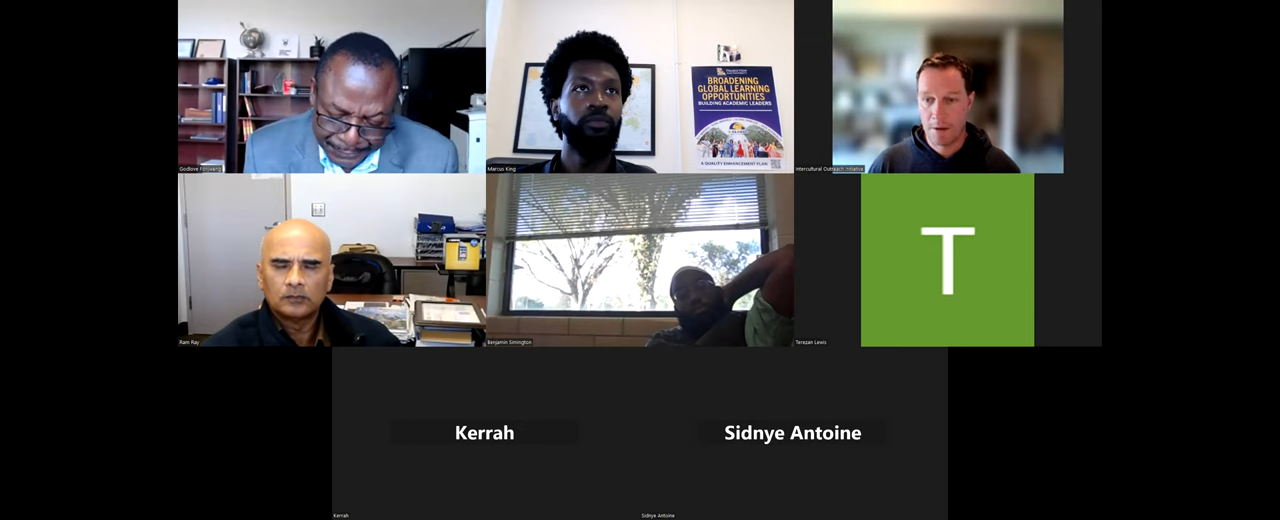 BROADENING
GLOBAL LEARNING
OPPORTUNITIES
BUILDING ACADEMIC LEADERS
A QUALITY ENHANCEMENT PLAN
Godlove
Marcus King
Intercultural Outreach Initiative
T
Ram Ray
Benjamin Simington
Terezan Lewis
Kerrah
Sidnye Antoine
Kerrah
Sidnye Antoine